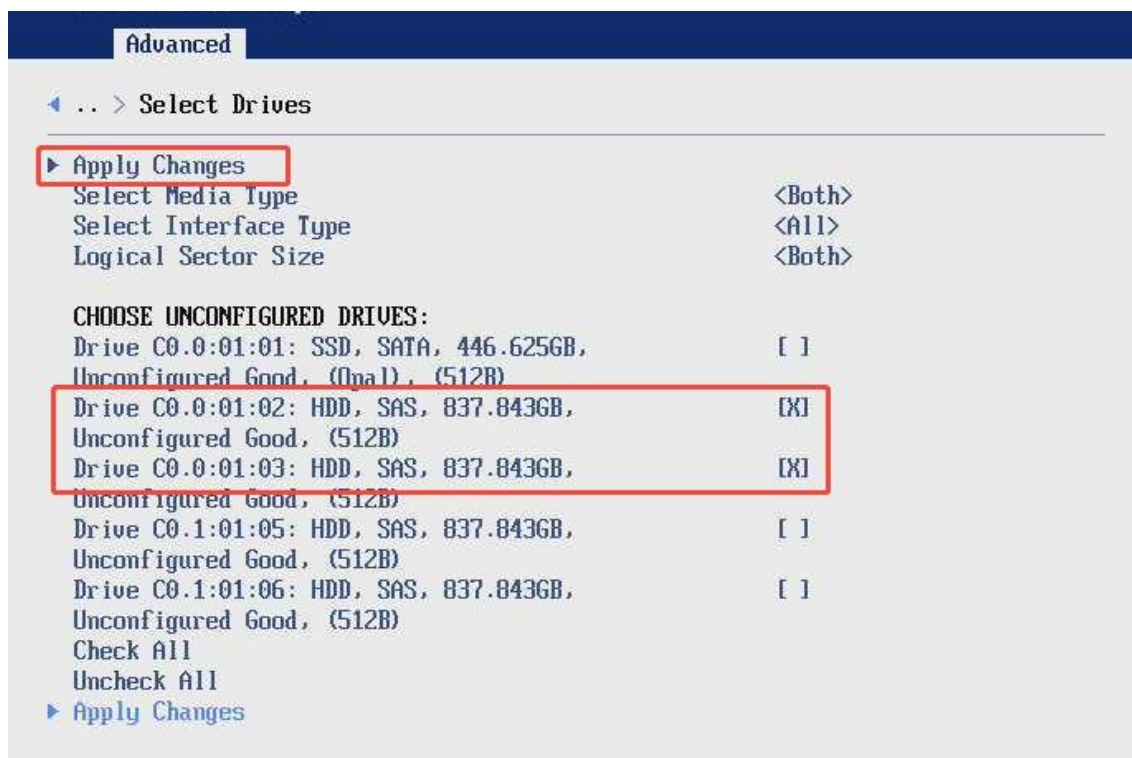 Advanced
.. > Select Drives
Apply Changes
Select Media Type <Both>
Select Interface Type <All>
Logical Sector Size <Both>
CHOOSE UNCONFIGURED DRIVES:
Drive C0.0:01:01: SSD, SATA, 446.625GB, [ ]
Unconfigured Good, (Opal), (512B)
Drive C0.0:01:02: HDD, SAS, 837.843GB, [X]
Unconfigured Good, (512B)
Drive C0.0:01:03: HDD, SAS, 837.843GB, [X]
Unconfigured Good, (512B)
Drive C0.1:01:05: HDD, SAS, 837.843GB, [ ]
Unconfigured Good, (512B)
Drive C0.1:01:06: HDD, SAS, 837.843GB, [ ]
Unconfigured Good, (512B)
Check All
Uncheck All
Apply Changes